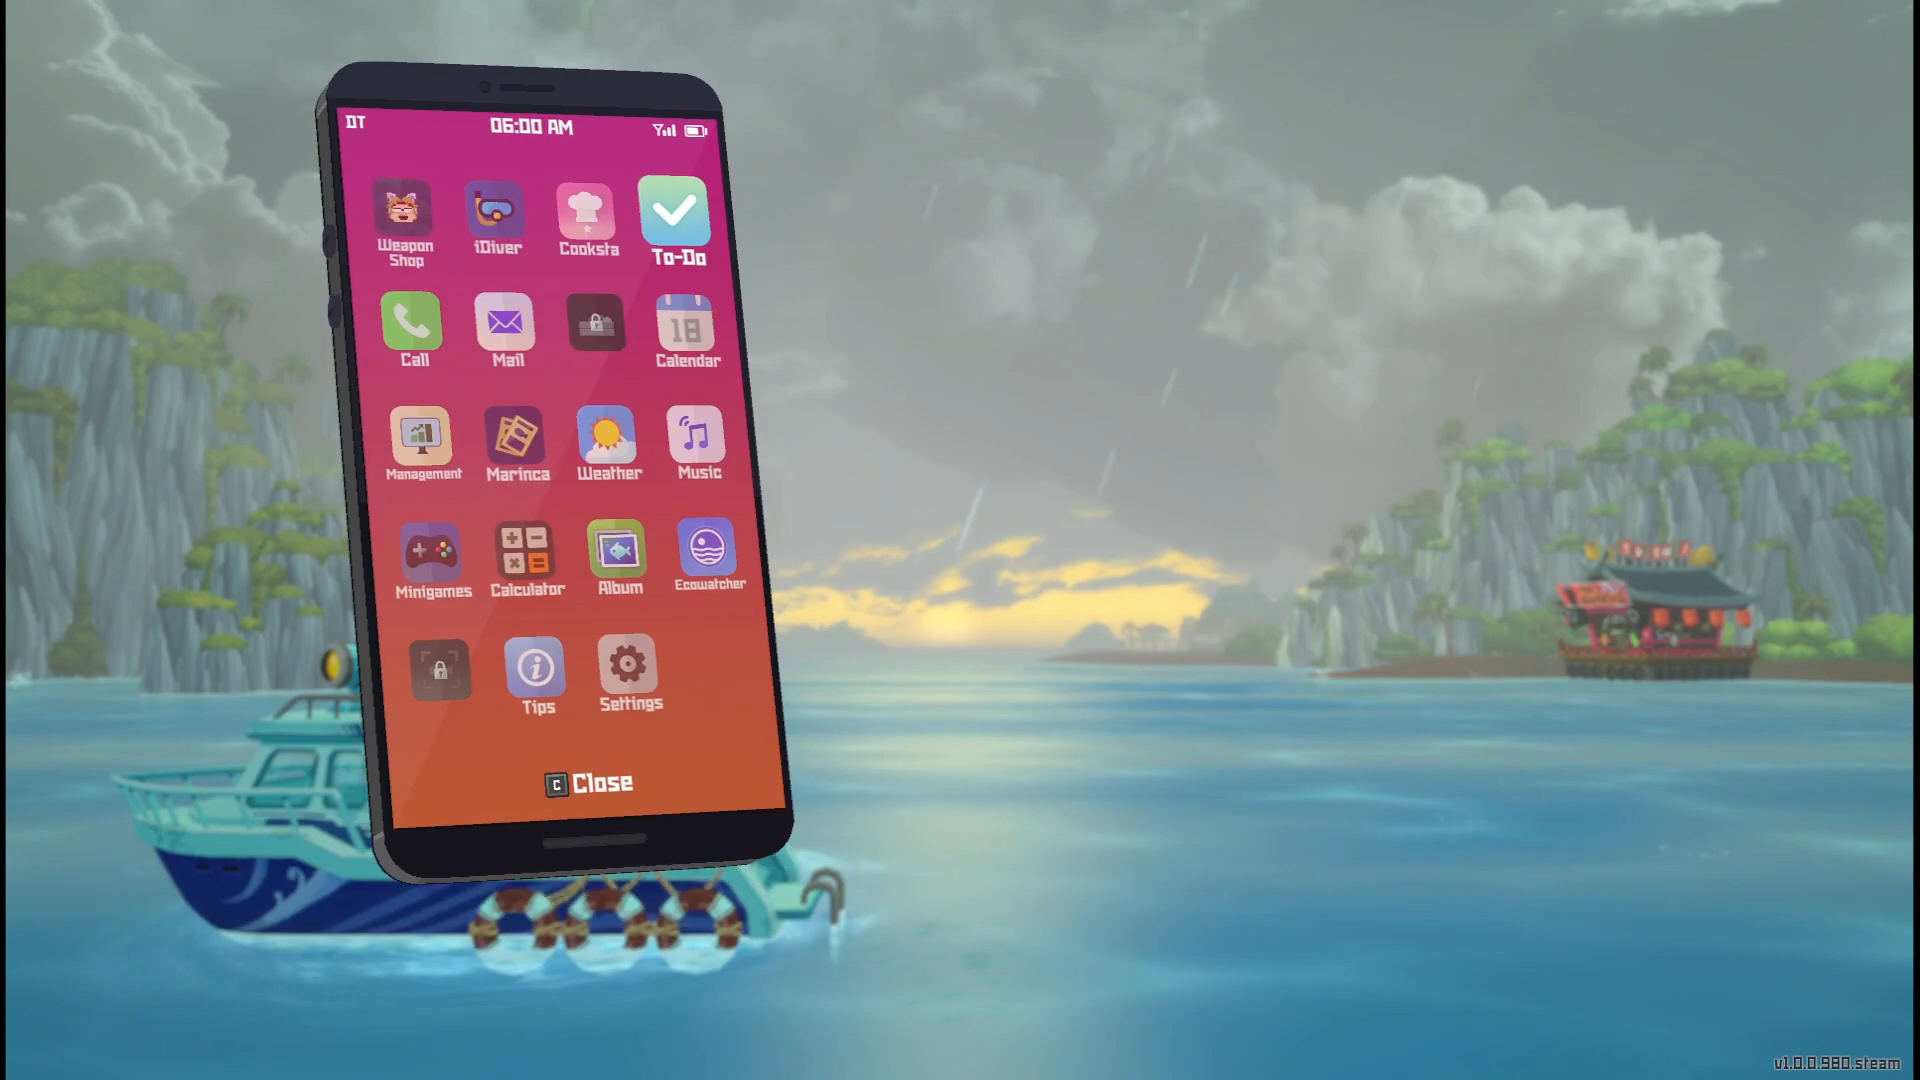 DT
06:00 AM
Weapon
Shop
iDiver
Cooksta
To-Do
Call
Mail
18
Calendar
Management
Marinca
Weather
Music
Minigames
Calculator
Album
Ecowatcher
Tips
Settings
C Close
v1.0.0.980.steam